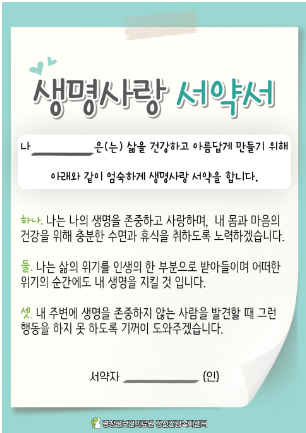 생명사랑 서약서
나 ________은(는) 삶을 건강하고 아름답게 만들기 위해
아래와 같이 엄숙하게 생명사랑 서약을 합니다.
하나. 나는 나의 생명을 존중하고 사랑하며, 내 몸과 마음의
건강을 위해 충분한 수면과 휴식을 취하도록 노력하겠습니다.
둘. 나는 삶의 위기를 인생의 한 부분으로 받아들이며 어떠한
위기의 순간에도 내 생명을 지킬 것 입니다.
셋. 내 주변에 생명을 존중하지 않는 사람을 발견할 때 그런
행동을 하지 못 하도록 기꺼이 도와주겠습니다.
서약자 __________ (인)